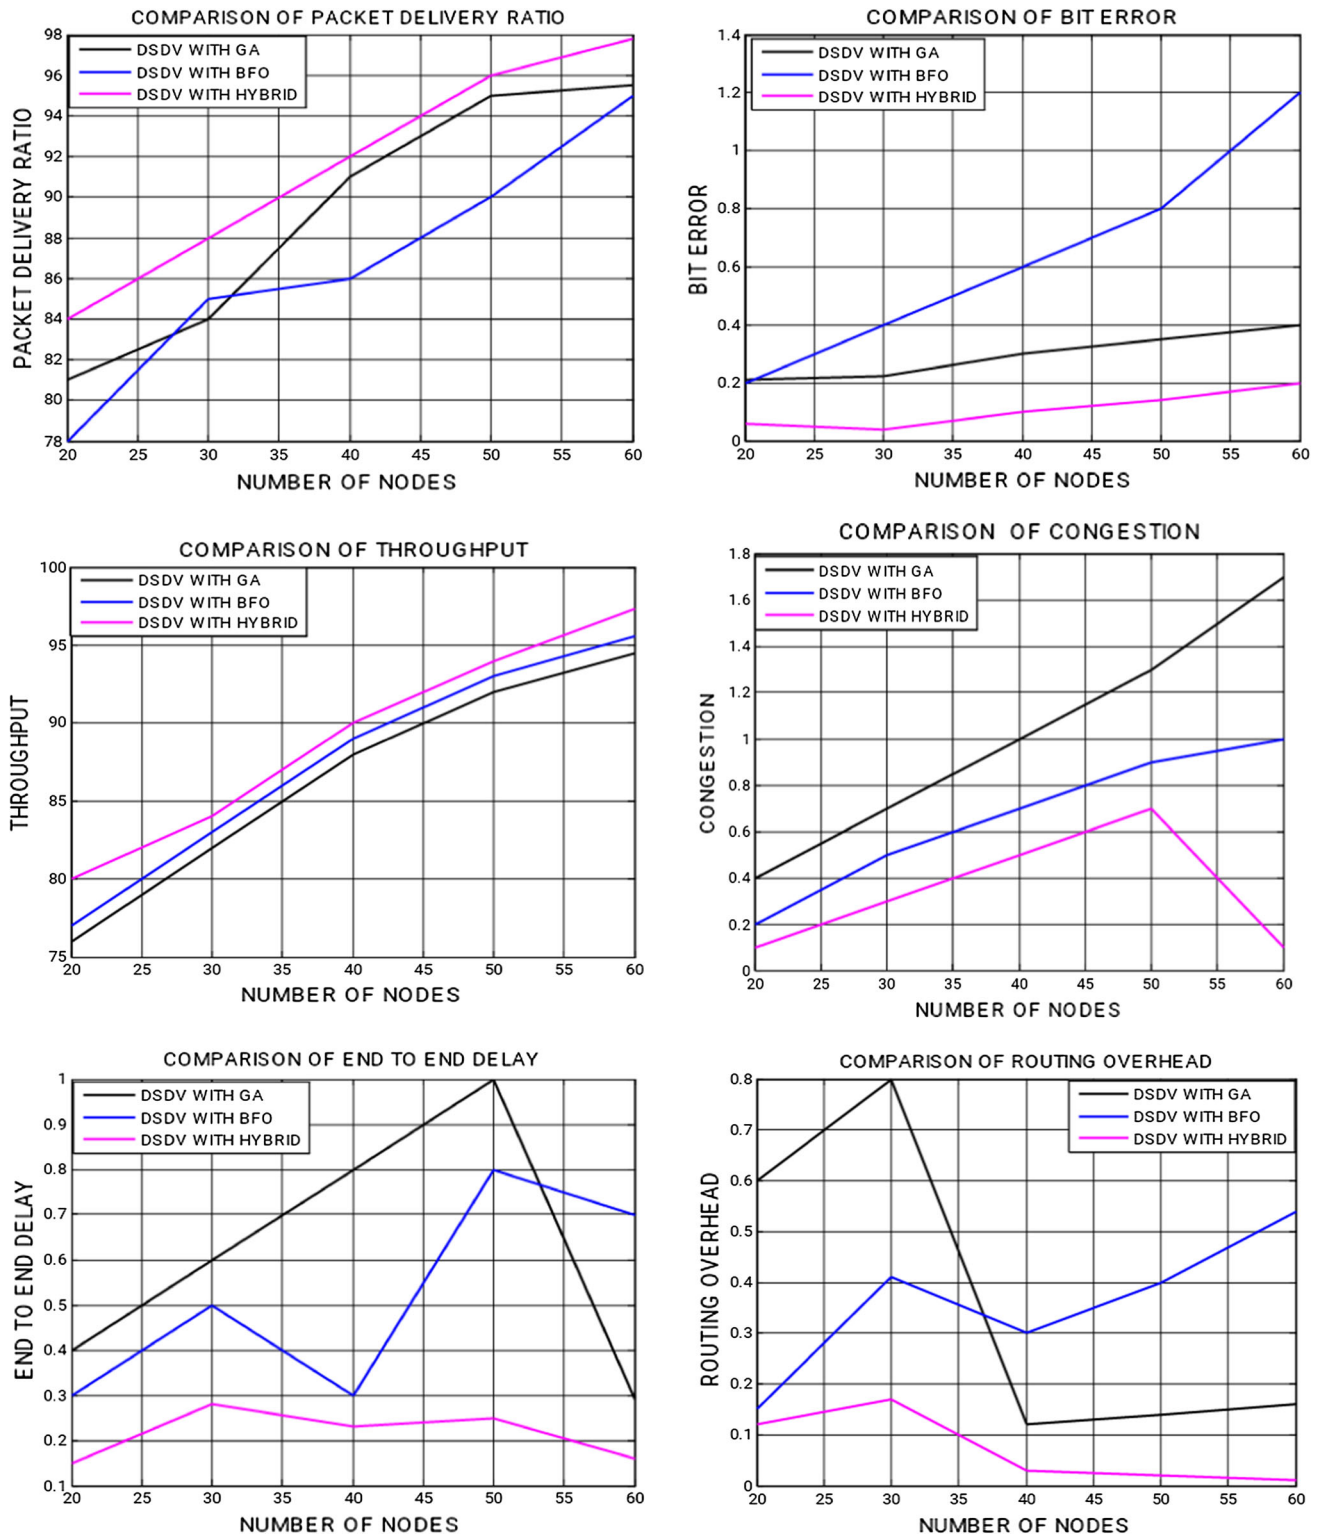 COMPARISON OF PACKET DELIVERY RATIO
98
96
94
92
90
88
86
84
82
80
78
DSDV WITH GA
DSDV WITH BFO
DSDV WITH HYBRID
PACKET DELIVERY RATIO
20 25 30 35 40 45 50 55 60
NUMBER OF NODES
COMPARISON OF BIT ERROR
1.4
1.2
1
0.8
0.6
0.4
0.2
0
DSDV WITH GA
DSDV WITH BFO
DSDV WITH HYBRID
BIT ERROR
20 25 30 35 40 45 50 55 60
NUMBER OF NODES
COMPARISON OF THROUGHPUT
100
95
90
85
80
75
DSDV WITH GA
DSDV WITH BFO
DSDV WITH HYBRID
THROUGHPUT
20 25 30 35 40 45 50 55 60
NUMBER OF NODES
COMPARISON OF CONGESTION
1.8
1.6
1.4
1.2
1
0.8
0.6
0.4
0.2
0
DSDV WITH GA
DSDV WITH BFO
DSDV WITH HYBRID
CONGESTION
20 25 30 35 40 45 50 55 60
NUMBER OF NODES
COMPARISON OF END TO END DELAY
1
0.9
0.8
0.7
0.6
0.5
0.4
0.3
0.2
0.1
DSDV WITH GA
DSDV WITH BFO
DSDV WITH HYBRID
END TO END DELAY
20 25 30 35 40 45 50 55 60
NUMBER OF NODES
COMPARISON OF ROUTING OVERHEAD
0.8
0.7
0.6
0.5
0.4
0.3
0.2
0.1
0
DSDV WITH GA
DSDV WITH BFO
DSDV WITH HYBRID
ROUTING OVERHEAD
20 25 30 35 40 45 50 55 60
NUMBER OF NODES